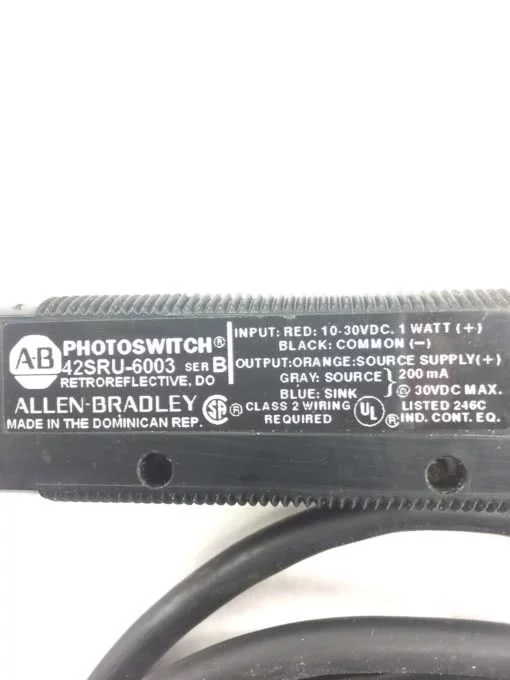 A-B PHOTOSWITCH®
42SRU-6003 SER B
RETROREFLECTIVE, DO
ALLEN-BRADLEY
MADE IN THE DOMINICAN REP.
INPUT: RED: 10-30VDC. 1 WATT (+)
BLACK: COMMON (-)
OUTPUT:ORANGE:SOURCE SUPPLY(+)
GRAY: SOURCE } 200 mA
BLUE: SINK } @ 30VDC MAX.
SA ® CLASS 2 WIRING REQUIRED
UL ® LISTED 246C
IND. CONT. EQ.